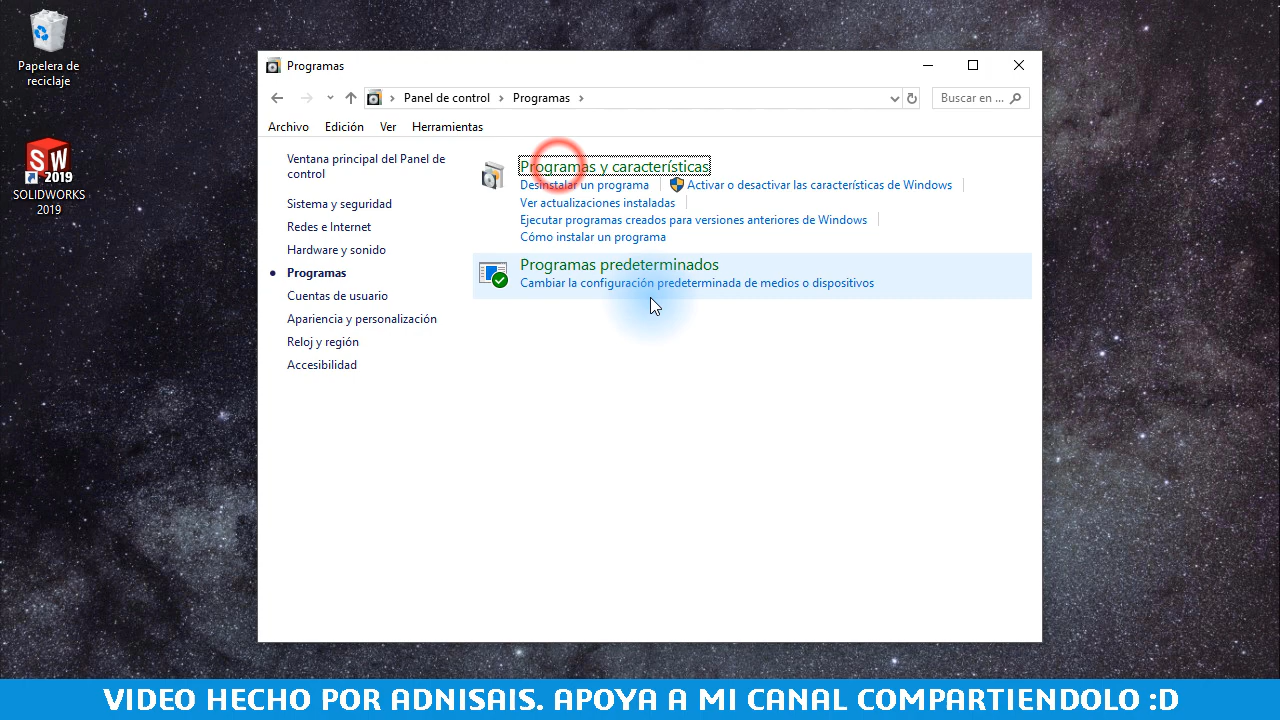 Papelera de
reciclaje
SW
2019
SOLIDWORKS
2019
Programas
Panel de control
Programas
Buscar en ...
Archivo
Edición
Ver
Herramientas
Ventana principal del Panel de
control
Sistema y seguridad
Redes e Internet
Hardware y sonido
Programas
Cuentas de usuario
Apariencia y personalización
Reloj y región
Accesibilidad
Programas y características
Desinstalar un programa
Activar o desactivar las características de Windows
Ver actualizaciones instaladas
Ejecutar programas creados para versiones anteriores de Windows
Cómo instalar un programa
Programas predeterminados
Cambiar la configuración predeterminada de medios o dispositivos
VIDEO HECHO POR ADNISAIS. APOYA A MI CANAL COMPARTIENDOLO :D